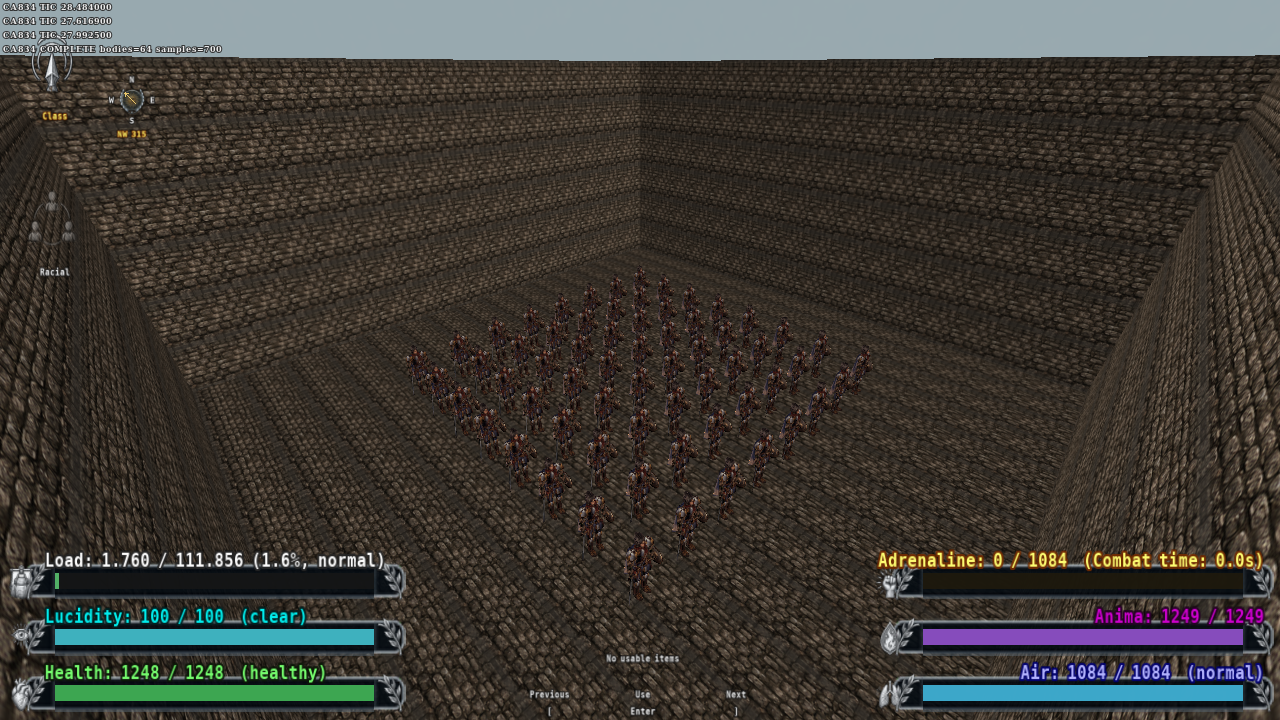 CA834 TIC 28.484000
CA834 TIC 27.616900
CA834 TIC 27.992500
CA834 COMPLETE bodies=64 samples=700
N
W E
S
Class
NW 315
Racial
Load: 1.760 / 111.856 (1.6%, normal)
Adrenaline: 0 / 1084 (Combat time: 0.0s)
Lucidity: 100 / 100 (clear)
Anima: 1249 / 1249
Health: 1248 / 1248 (healthy)
Air: 1084 / 1084 (normal)
No usable items
Previous Use Next
[ Enter ]